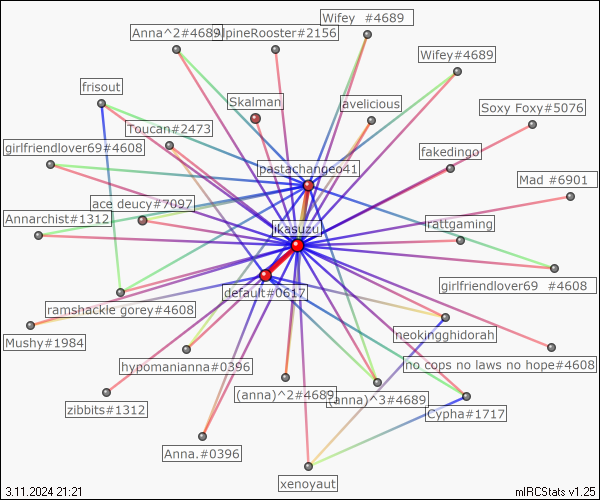 Wifey  #4689
Anna^2#4689
AlpineRooster#2156
Wifey#4689
frisout
Skalman
avelicious
Soxy Foxy#5076
Toucan#2473
girlfriendlover69#4608
fakedingo
pastachangeo41
Mad #6901
ace deucy#7097
Annarchist#1312
ikasuzu
rattgaming
default#0617
girlfriendlover69  #4608
ramshackle gorey#4608
neokingghidorah
Mushy#1984
hypomanianna#0396
no cops no laws no hope#4608
(anna)^2#4689
(anna)^3#4689
zibbits#1312
Cypha#1717
Anna.#0396
xenoyaut
3.11.2024 21:21
mIRCStats v1.25